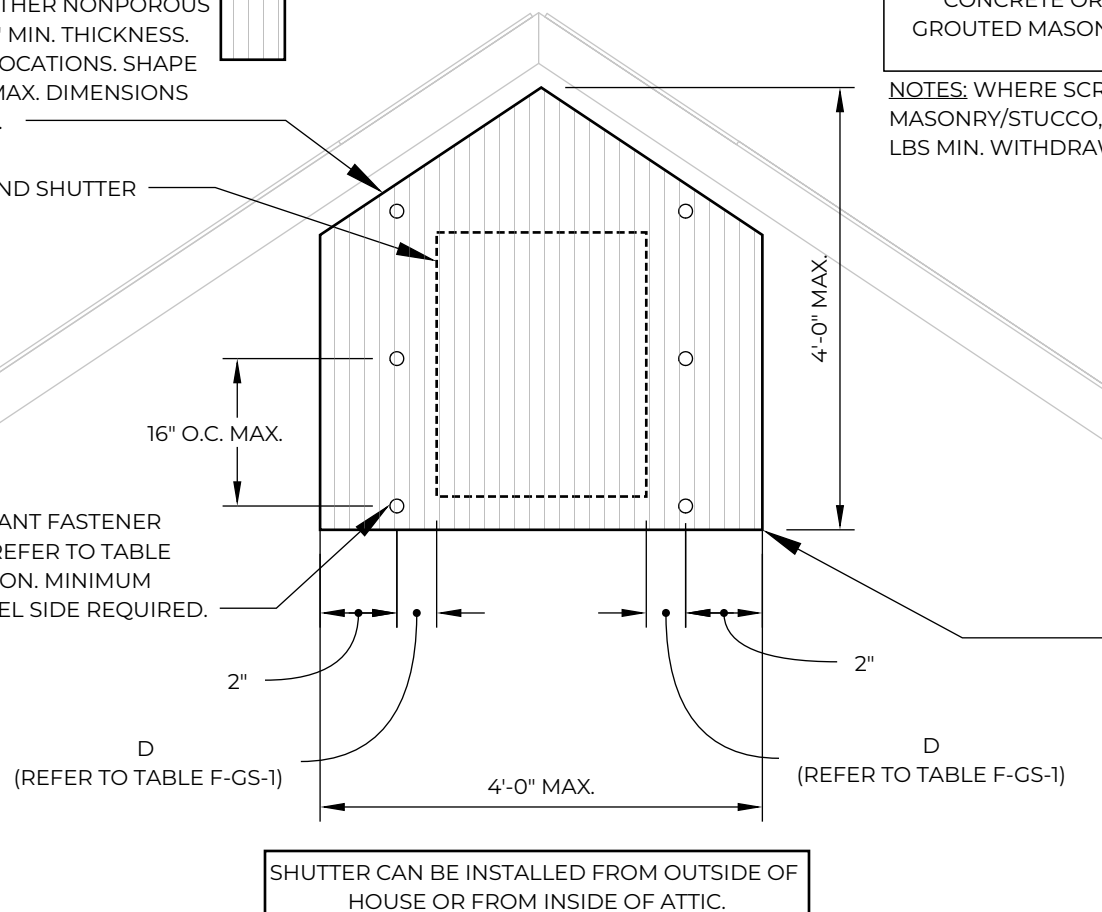 THER NONPOROUS
" MIN. THICKNESS.
OCATIONS. SHAPE
MAX. DIMENSIONS
ND SHUTTER
CONCRETE OR
GROUTED MASON
NOTES: WHERE SCR
MASONRY/STUCCO,
LBS MIN. WITHDRAW
4'-0" MAX.
16" O.C. MAX.
ANT FASTENER
REFER TO TABLE
ON. MINIMUM
EL SIDE REQUIRED.
2"
2"
D
(REFER TO TABLE F-GS-1)
D
(REFER TO TABLE F-GS-1)
4'-0" MAX.
SHUTTER CAN BE INSTALLED FROM OUTSIDE OF
HOUSE OR FROM INSIDE OF ATTIC.